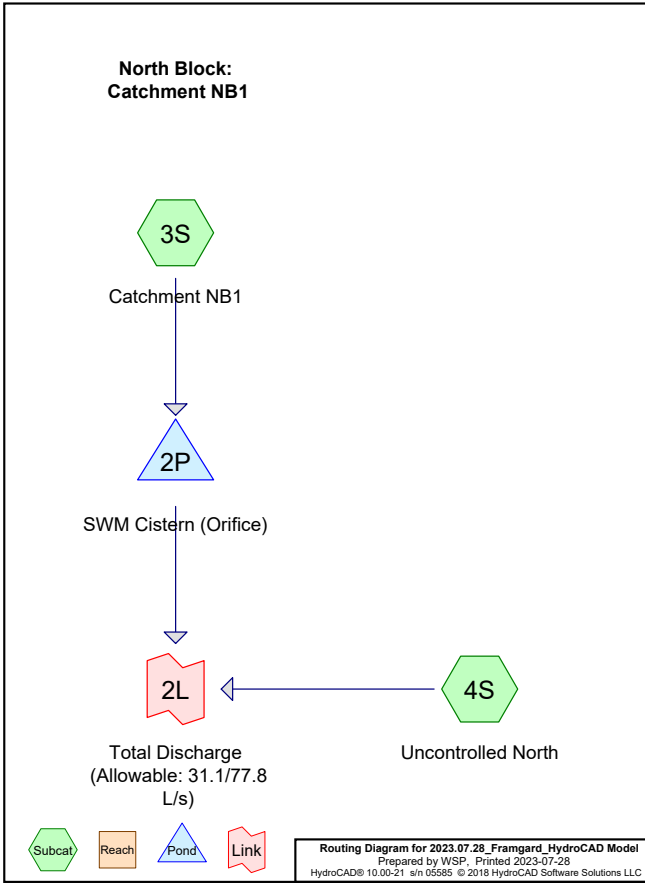 North Block:
Catchment NB1
3S
Catchment NB1
2P
SWM Cistern (Orifice)
2L
4S
Total Discharge
(Allowable: 31.1/77.8
L/s)
Uncontrolled North
Subcat
Reach
Pond
Link
Routing Diagram for 2023.07.28_Framgard_HydroCAD Model
Prepared by WSP, Printed 2023-07-28
HydroCAD® 10.00-21 s/n 05585 © 2018 HydroCAD Software Solutions LLC